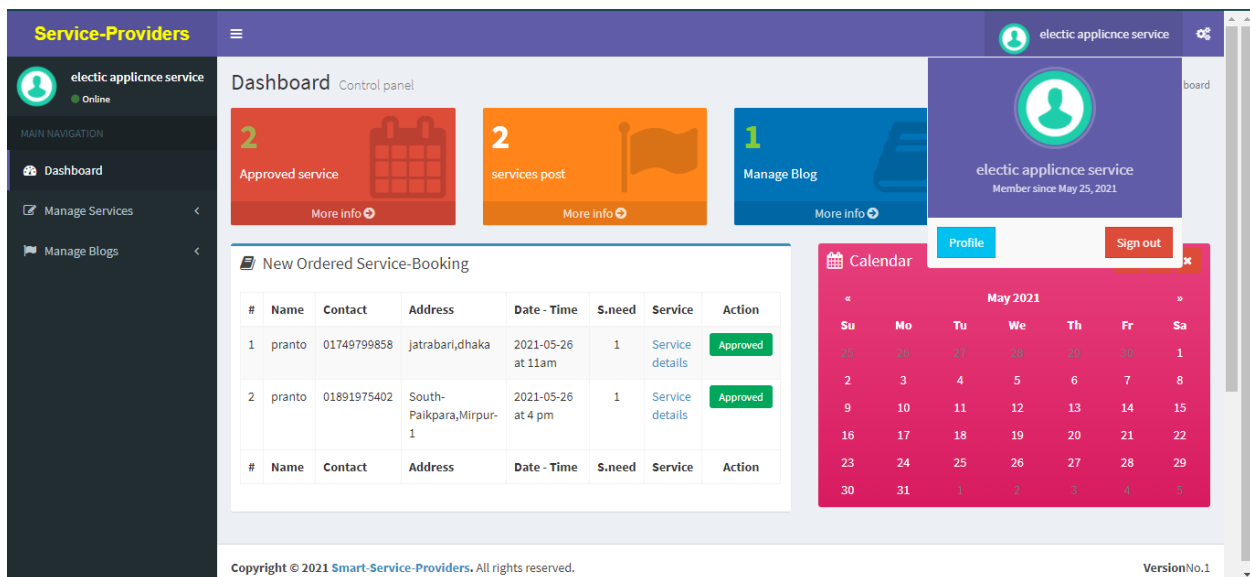 Service-Providers
electic applicnce service
electic applicnce service
Online
MAIN NAVIGATION
Dashboard
Manage Services
Manage Blogs
Dashboard Control panel
board
2
Approved service
More info
2
services post
More info
1
Manage Blog
More info
electic applicnce service
Member since May 25, 2021
Profile
Sign out
New Ordered Service-Booking
# Name Contact Address Date - Time S.need Service Action
1 pranto 01749799858 jatrabari,dhaka 2021-05-26 1 Service Approved
at 11am details
2 pranto 01891975402 South- 2021-05-26 1 Service Approved
Paikpara,Mirpur- at 4 pm details
1
# Name Contact Address Date - Time S.need Service Action
Calendar
« May 2021 »
Su Mo Tu We Th Fr Sa
25 26 27 28 29 30 1
2 3 4 5 6 7 8
9 10 11 12 13 14 15
16 17 18 19 20 21 22
23 24 25 26 27 28 29
30 31 1 2 3 4 5
Copyright © 2021 Smart-Service-Providers. All rights reserved.
VersionNo.1